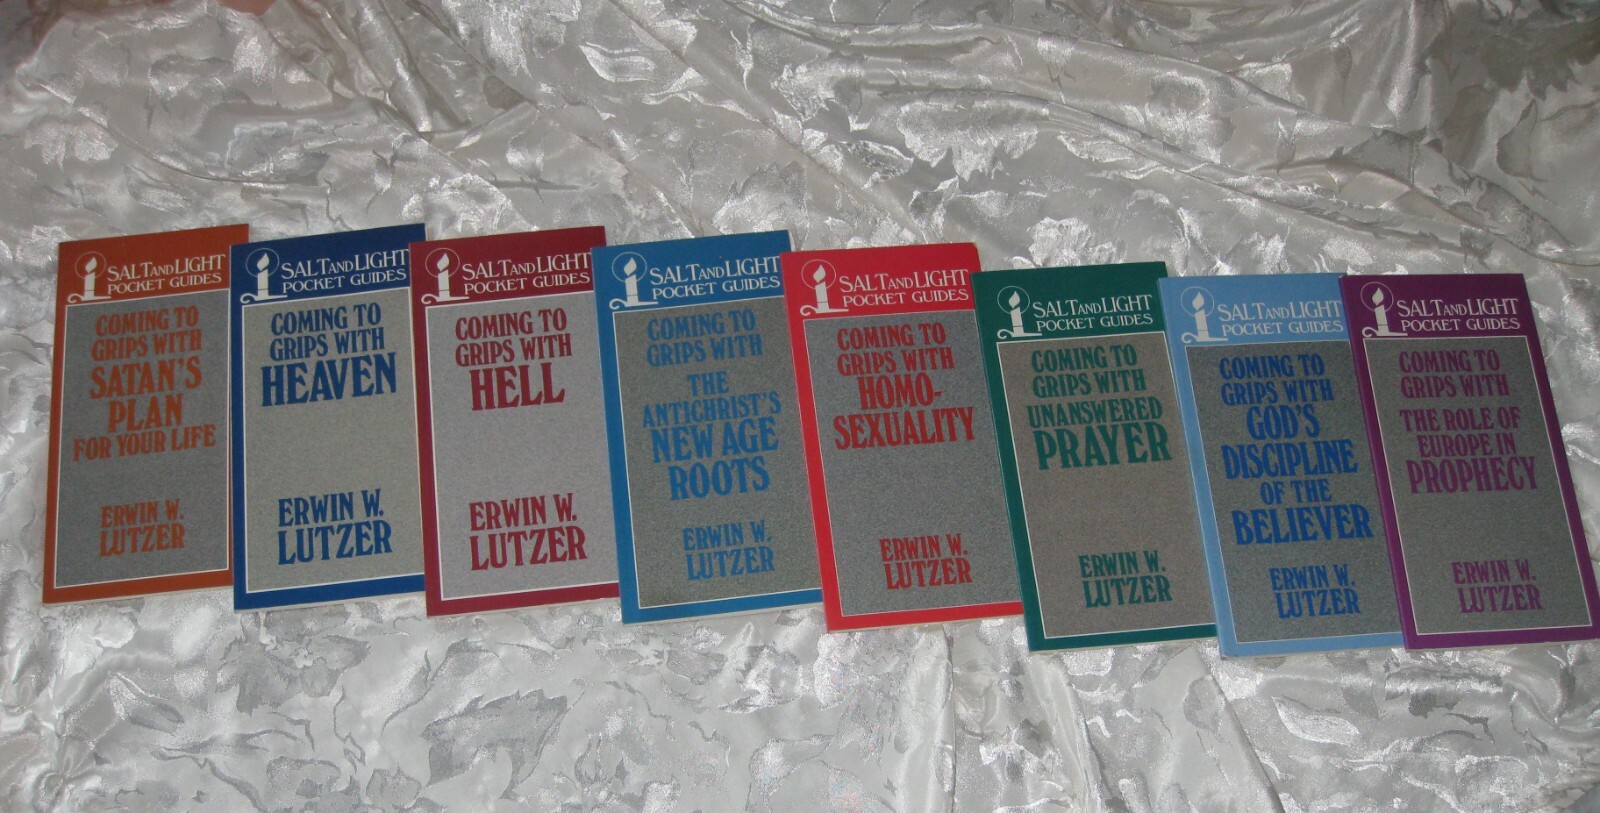 SALT AND LIGHT
POCKET GUIDES
COMING TO
GRIPS WITH
SATAN'S
PLAN
FOR YOUR LIFE
ERWIN W.
LUTZER
SALT AND LIGHT
POCKET GUIDES
COMING TO
GRIPS WITH
HEAVEN
ERWIN W.
LUTZER
SALT AND LIGHT
POCKET GUIDES
COMING TO
GRIPS WITH
HELL
ERWIN W.
LUTZER
SALT AND LIGHT
POCKET GUIDES
COMING TO
GRIPS WITH
THE
ANTICHRIST'S
NEW AGE
ROOTS
ERWIN W.
LUTZER
SALT AND LIGHT
POCKET GUIDES
COMING TO
GRIPS WITH
HOMO-
SEXUALITY
ERWIN W.
LUTZER
SALT AND LIGHT
POCKET GUIDES
COMING TO
GRIPS WITH
UNANSWERED
PRAYER
ERWIN W.
LUTZER
SALT AND LIGHT
POCKET GUIDES
COMING TO
GRIPS WITH
GOD'S
DISCIPLINE
OF THE
BELIEVER
ERWIN W.
LUTZER
SALT AND LIGHT
POCKET GUIDES
COMING TO
GRIPS WITH
THE ROLE OF
EUROPE IN
PROPHECY
ERWIN W.
LUTZER